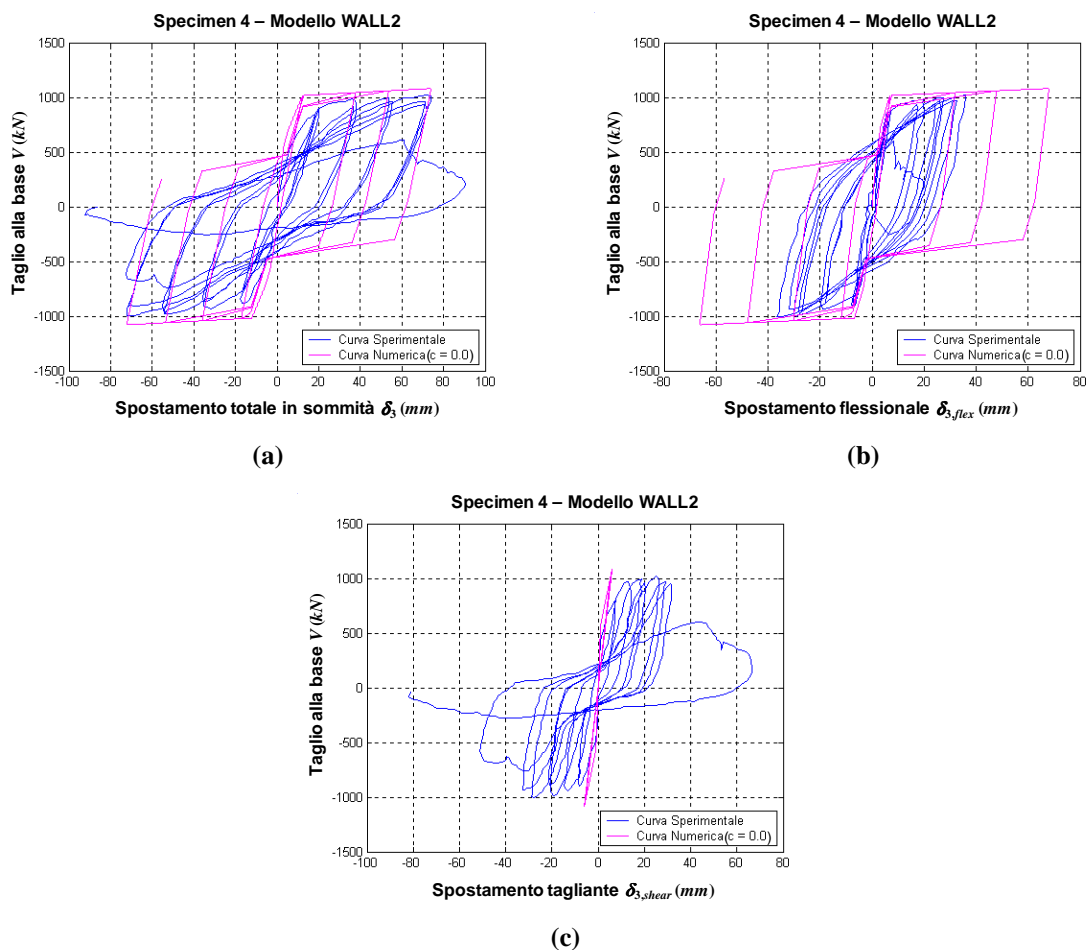 Specimen 4 – Modello WALL2
1500
1000
500
0
-500
-1000
-1500
-100 -80 -60 -40 -20 0 20 40 60 80 100
Taglio alla base V (kN)
Curva Sperimentale
Curva Numerica(c = 0.0)
Spostamento totale in sommità δ3 (mm)
(a)
Specimen 4 – Modello WALL2
1500
1000
500
0
-500
-1000
-1500
-80 -60 -40 -20 0 20 40 60 80
Taglio alla base V (kN)
Curva Sperimentale
Curva Numerica(c = 0.0)
Spostamento flessionale δ3,flex (mm)
(b)
Specimen 4 – Modello WALL2
1500
1000
500
0
-500
-1000
-1500
-100 -80 -60 -40 -20 0 20 40 60 80
Taglio alla base V (kN)
Curva Sperimentale
Curva Numerica(c = 0.0)
Spostamento tagliante δ3,shear (mm)
(c)